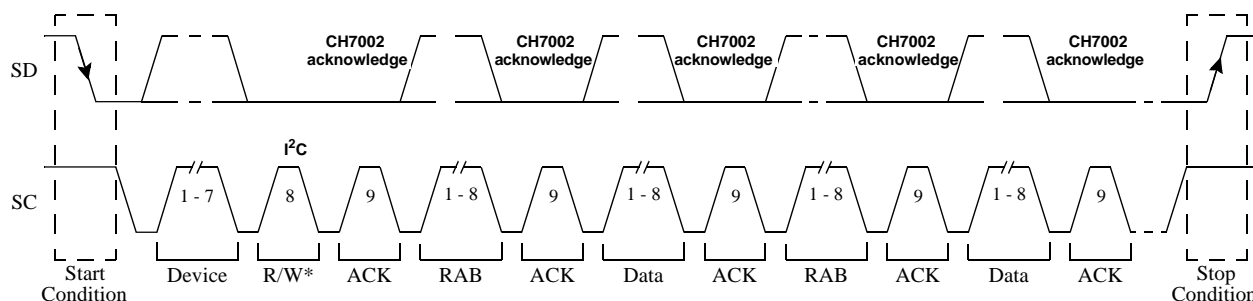 CH7002 CH7002 CH7002 CH7002 CH7002
acknowledge acknowledge acknowledge acknowledge acknowledge
SD
I²C
SC
1 - 7 8 9 1 - 8 9 1 - 8 9 1 - 8 9 1 - 8 9
Start Device R/W* ACK RAB ACK Data ACK RAB ACK Data ACK Stop
Condition Condition